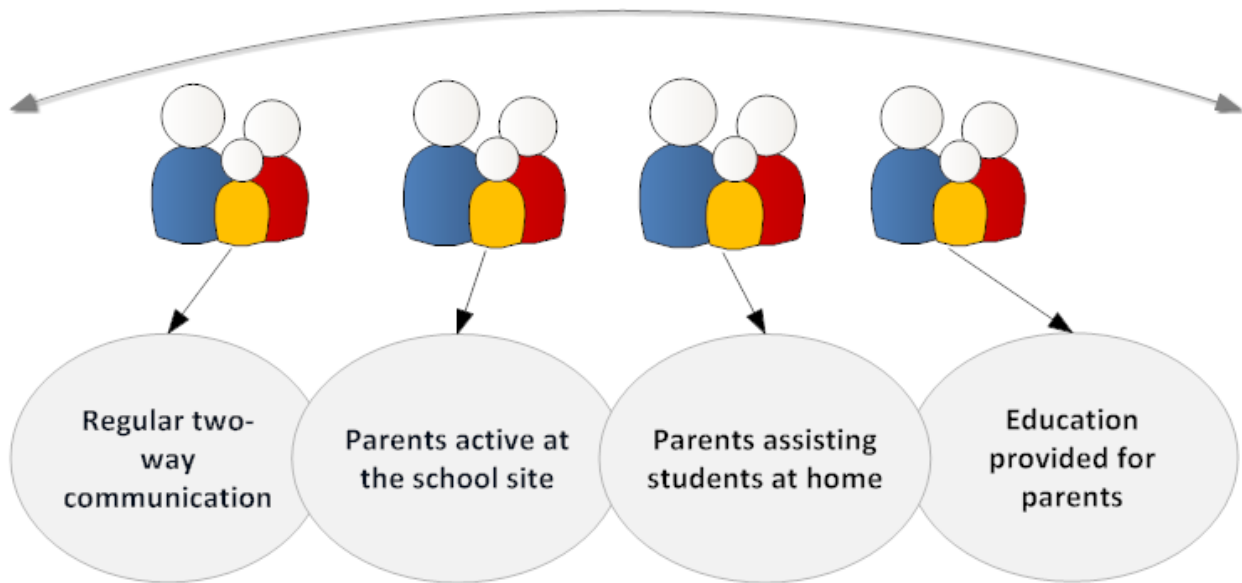 Regular two-
way
communication
Parents active at
the school site
Parents assisting
students at home
Education
provided for
parents